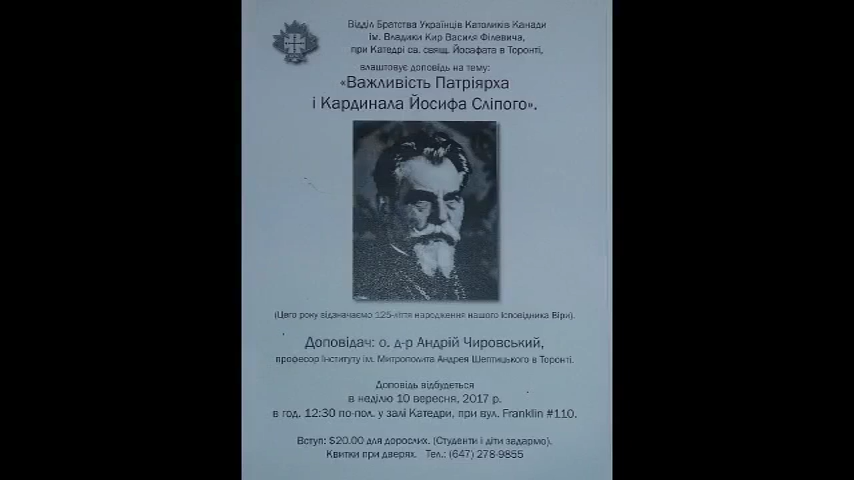 Відділ Братства Українців Католиків Канади
ім. Владики Кир Василя Філевича,
при Катедрі св. свящ. Йосафата в Торонті,
влаштовує доповідь на тему:
«Важливість Патріярха
і Кардинала Йосифа Сліпого».
(Цього року відзначаємо 125-ліття народження нашого Ісповідника Віри).
Доповідач: о. д-р Андрій Чировський,
професор Інституту ім. Митрополита Андрея Шептицького в Торонті.
Доповідь відбудеться
в неділю 10 вересня, 2017 р.
в год. 12:30 по-пол. у залі Катедри, при вул. Franklin #110.
Вступ: $20.00 для дорослих. (Студенти і діти задармо).
Квитки при дверях. Тел.: (647) 278-9855